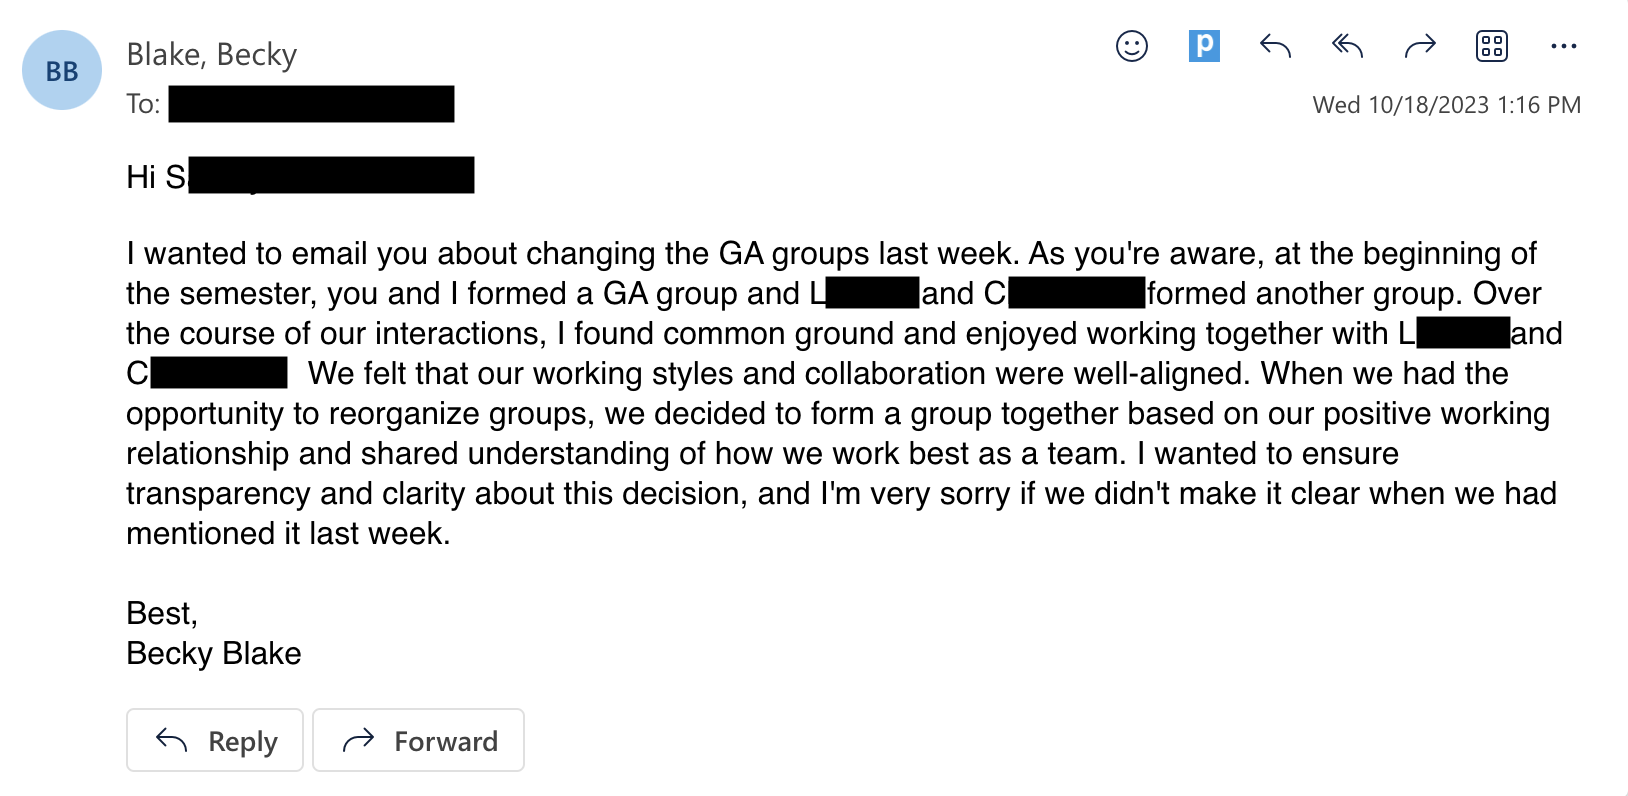 BB
Blake, Becky
p
To:
Wed 10/18/2023 1:16 PM
Hi S
I wanted to email you about changing the GA groups last week. As you're aware, at the beginning of
the semester, you and I formed a GA group and L and C formed another group. Over
the course of our interactions, I found common ground and enjoyed working together with L and
C We felt that our working styles and collaboration were well-aligned. When we had the
opportunity to reorganize groups, we decided to form a group together based on our positive working
relationship and shared understanding of how we work best as a team. I wanted to ensure
transparency and clarity about this decision, and I'm very sorry if we didn't make it clear when we had
mentioned it last week.
Best,
Becky Blake
Reply
Forward